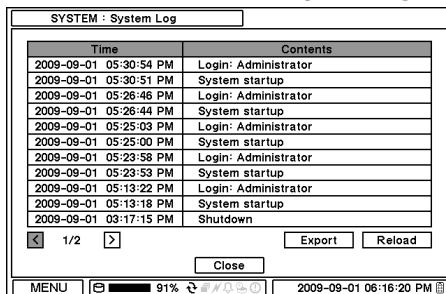 SYSTEM : System Log
Time Contents
2009-09-01 05:30:54 PM Login: Administrator
2009-09-01 05:30:51 PM System startup
2009-09-01 05:26:46 PM Login: Administrator
2009-09-01 05:26:44 PM System startup
2009-09-01 05:25:03 PM Login: Administrator
2009-09-01 05:25:00 PM System startup
2009-09-01 05:23:58 PM Login: Administrator
2009-09-01 05:23:53 PM System startup
2009-09-01 05:13:22 PM Login: Administrator
2009-09-01 05:13:18 PM System startup
2009-09-01 03:17:15 PM Shutdown
< 1/2 > Export Reload
Close
MENU 91% 2009-09-01 06:16:20 PM